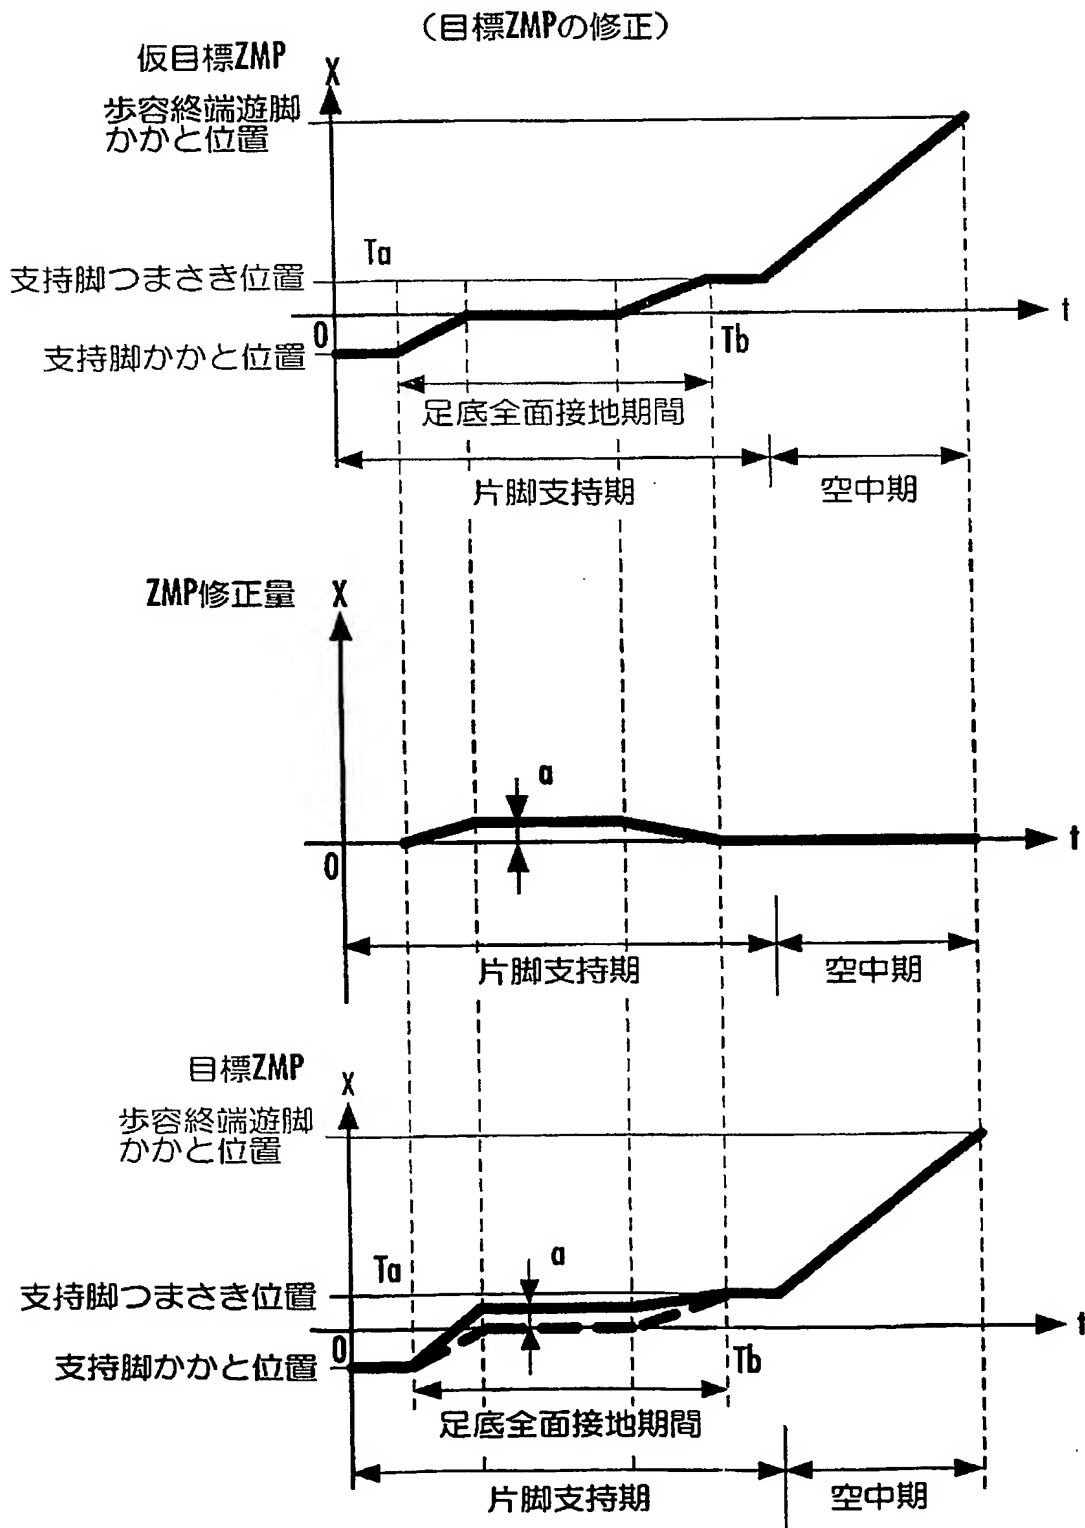 （目標ZMPの修正）
仮目標ZMP
X
歩容終端遊脚
かかと位置
Ta
支持脚つまさき位置
t
0
Tb
支持脚かかと位置
足底全面接地期間
片脚支持期
空中期
ZMP修正量
X
a
t
0
片脚支持期
空中期
目標ZMP
X
歩容終端遊脚
かかと位置
Ta
a
支持脚つまさき位置
t
0
Tb
支持脚かかと位置
足底全面接地期間
片脚支持期
空中期